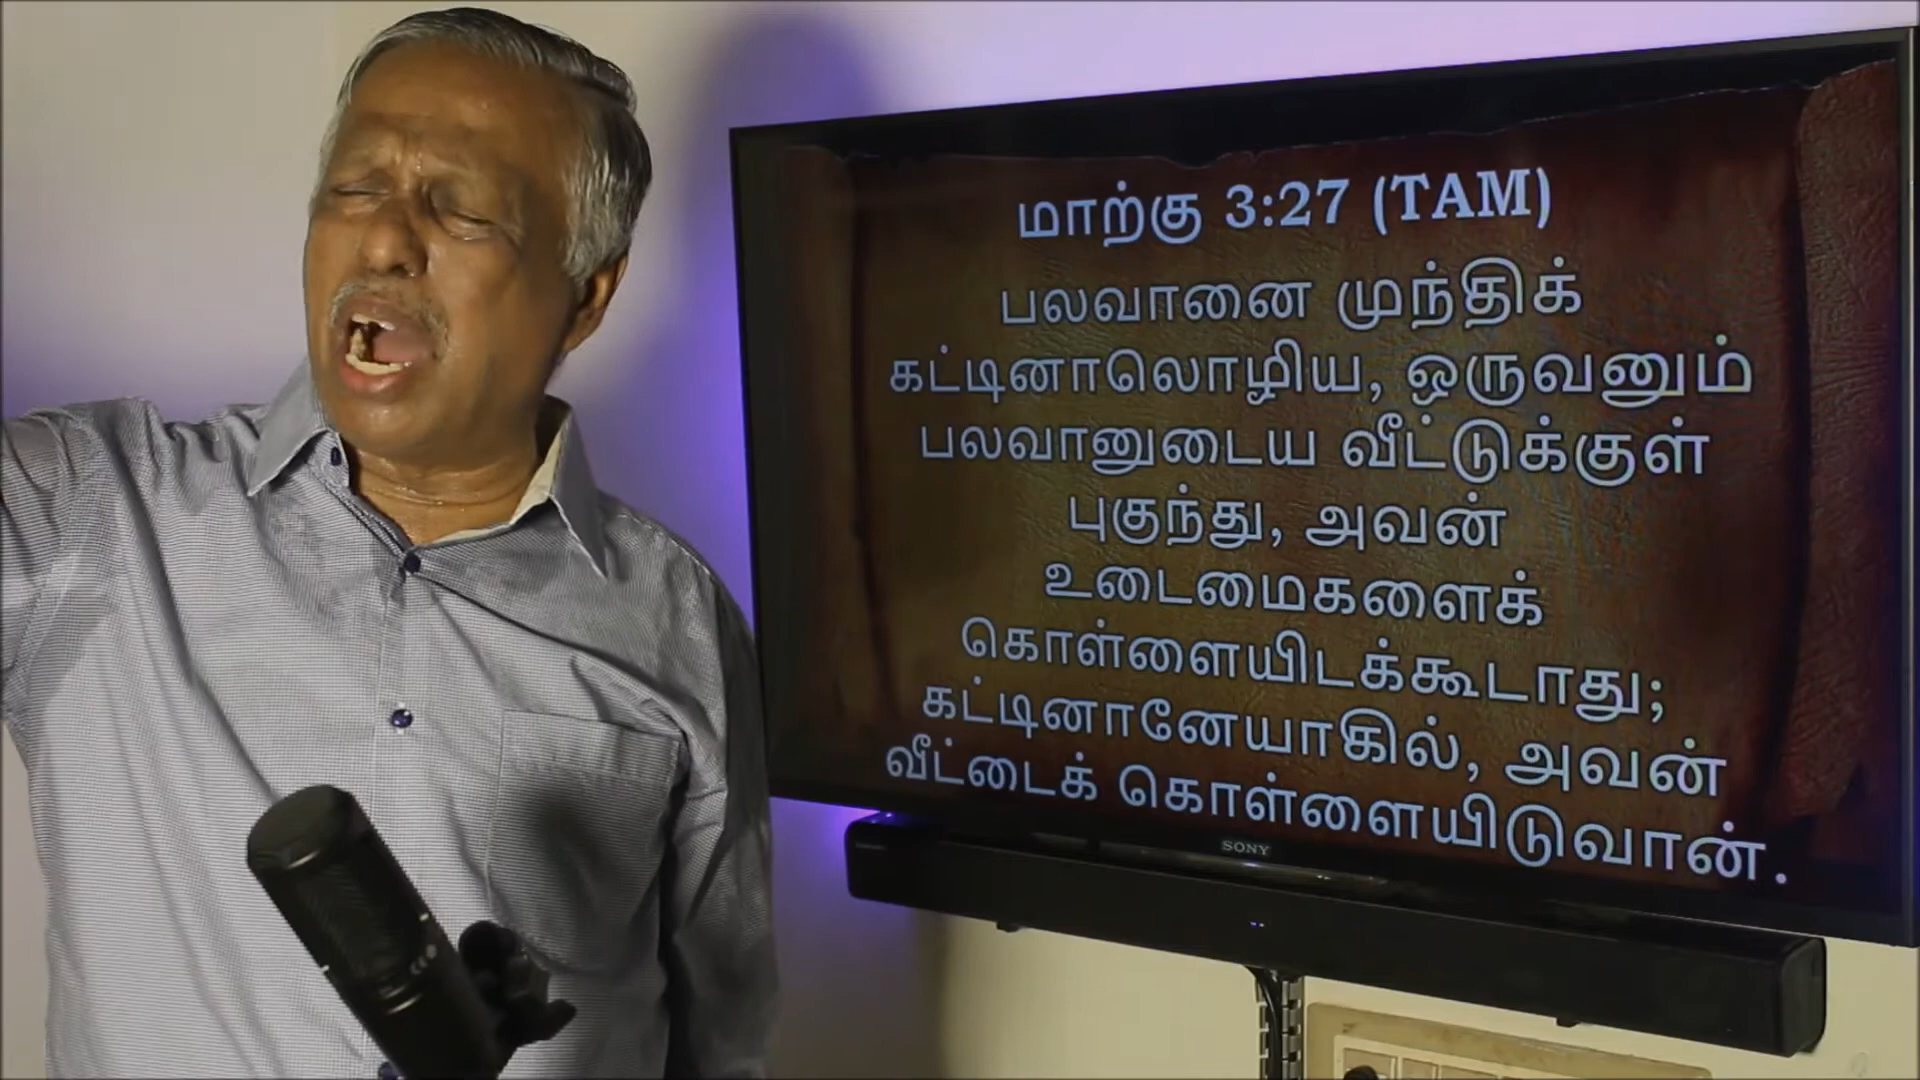 மாற்கு 3:27 (TAM)
பலவானை முந்திக்
கட்டினாலொழிய, ஒருவனும்
பலவானுடைய வீட்டுக்குள்
புகுந்து, அவன்
உடைமைகளைக்
கொள்ளையிடக்கூடாது;
கட்டினானேயாகில், அவன்
வீட்டைக் கொள்ளையிடுவான்.
SONY